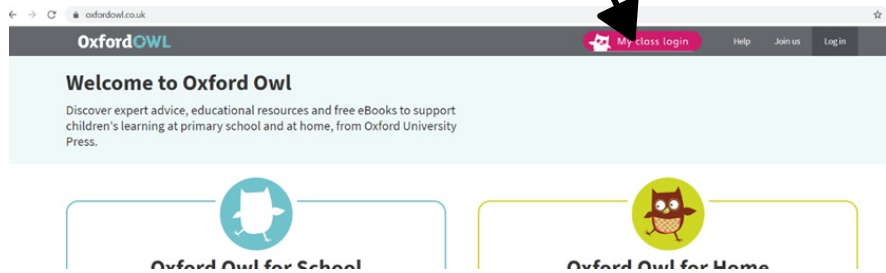 oxfordowl.co.uk
OxfordOWL My class login Help Join us Log in
Welcome to Oxford Owl
Discover expert advice, educational resources and free eBooks to support
children's learning at primary school and at home, from Oxford University
Press.
Oxford Owl for School Oxford Owl for Home